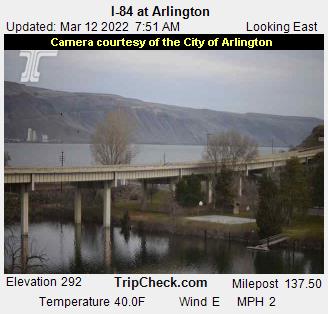 I-84 at Arlington
Updated: Mar 12 2022 7:51 AM Looking East
Camera courtesy of the City of Arlington
Elevation 292 TripCheck.com Milepost 137.50
Temperature 40.0F Wind E MPH 2